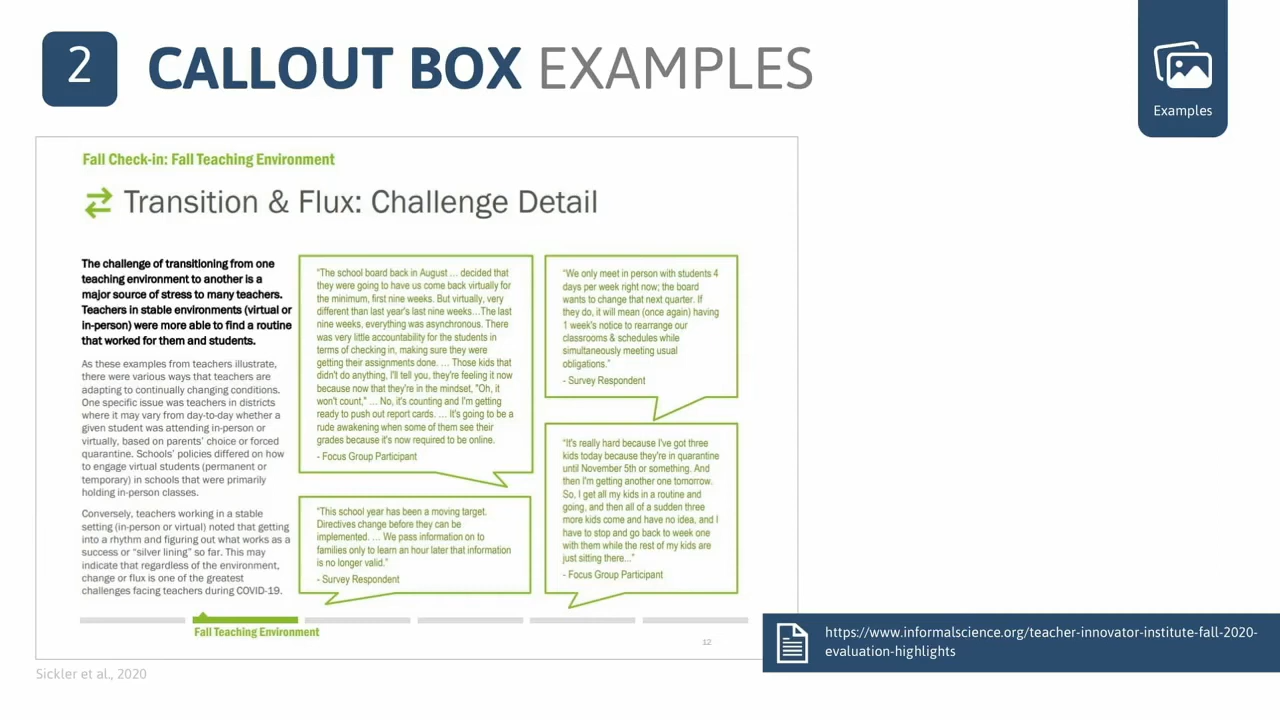 2
CALLOUT BOX EXAMPLES
Examples
Fall Check-in: Fall Teaching Environment
Transition & Flux: Challenge Detail
The challenge of transitioning from one
teaching environment to another is a
major source of stress to many teachers.
Teachers in stable environments (virtual or
in-person) were more able to find a routine
that worked for them and students.
As these examples from teachers illustrate,
there were various ways that teachers are
adapting to continually changing conditions.
One specific issue was teachers in districts
where it may vary from day-to-day whether a
given student was attending in-person or
virtually, based on parents' choice or forced
quarantine. Schools' policies differed on how
to engage virtual students (permanent or
temporary) in schools that were primarily
holding in-person classes.
Conversely, teachers working in a stable
setting (in-person or virtual) noted that getting
into a rhythm and figuring out what works as a
success or “silver lining” so far. This may
indicate that regardless of the environment,
change or flux is one of the greatest
challenges facing teachers during COVID-19.
“The school board back in August ... decided that
they were going to have us come back virtually for
the minimum, first nine weeks. But virtually, very
different than last year's last nine weeks…The last
nine weeks, everything was asynchronous. There
was very little accountability for the students in
terms of checking in, making sure they were
getting their assignments done. ... Those kids that
didn't do anything, I'll tell you, they're feeling it now
because now that they're in the mindset, "Oh, it
won't count," ... No, it's counting and I'm getting
ready to push out report cards. ... It's going to be a
rude awakening when some of them see their
grades because it's now required to be online.
- Focus Group Participant
“This school year has been a moving target.
Directives change before they can be
implemented. ... We pass information on to
families only to learn an hour later that information
is no longer valid.”
- Survey Respondent
“We only meet in person with students 4
days per week right now; the board
wants to change that next quarter. If
they do, it will mean (once again) having
1 week's notice to rearrange our
classrooms & schedules while
simultaneously meeting usual
obligations.”
- Survey Respondent
“It's really hard because I've got three
kids today because they're in quarantine
until November 5th or something. And
then I'm getting another one tomorrow.
So, I get all my kids in a routine and
going, and then all of a sudden three
more kids come and have no idea, and I
have to stop and go back to week one
with them while the rest of my kids are
just sitting there...”
- Focus Group Participant
Fall Teaching Environment
12
https://www.informalscience.org/teacher-innovator-institute-fall-2020-
evaluation-highlights
Sickler et al., 2020